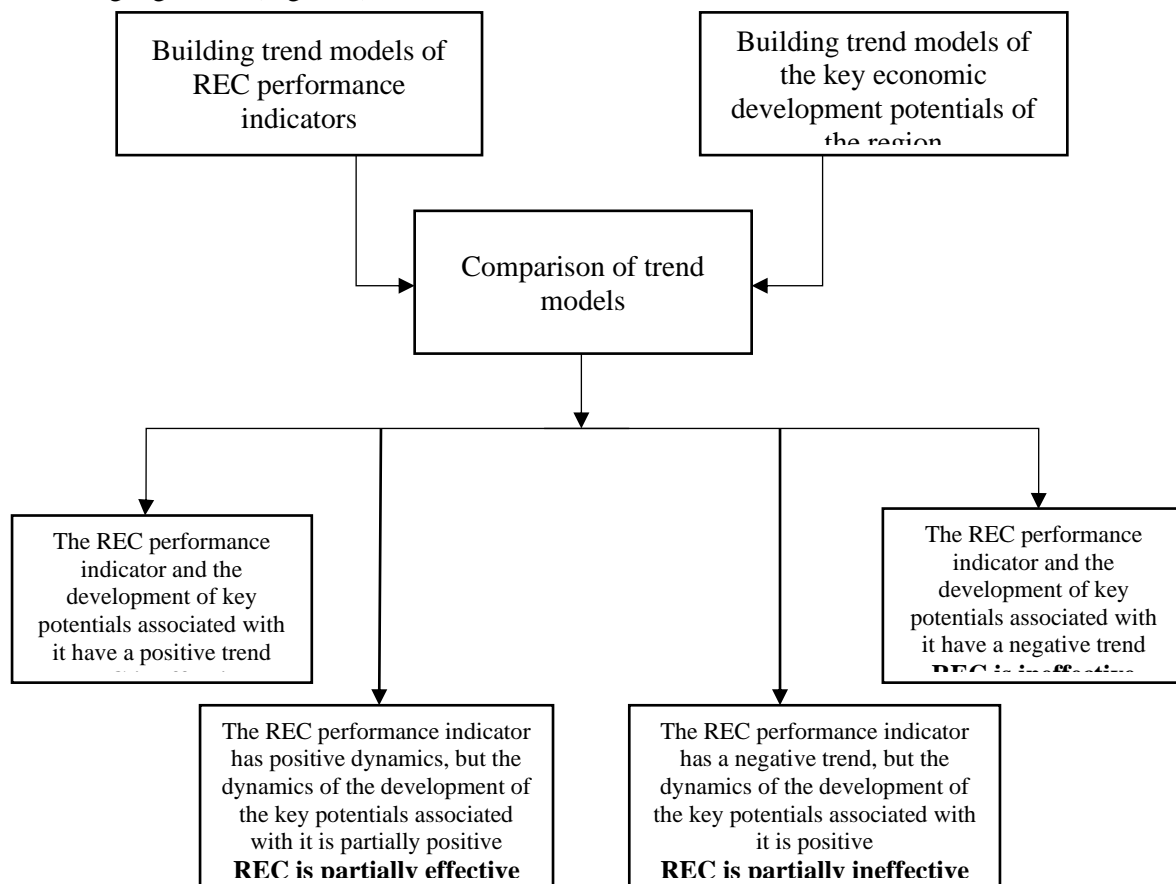 Building trend models of
REC performance
indicators
Building trend models of
the key economic
development potentials of
the region
Comparison of trend
models
The REC performance
indicator and the
development of key
potentials associated with
it have a positive trend
The REC performance
indicator and the
development of key
potentials associated with
it have a negative trend
REC is ineffective
The REC performance indicator
has positive dynamics, but the
dynamics of the development of
the key potentials associated
with it is partially positive
REC is partially effective
The REC performance indicator
has a negative trend, but the
dynamics of the development of
the key potentials associated with
it is positive
REC is partially ineffective